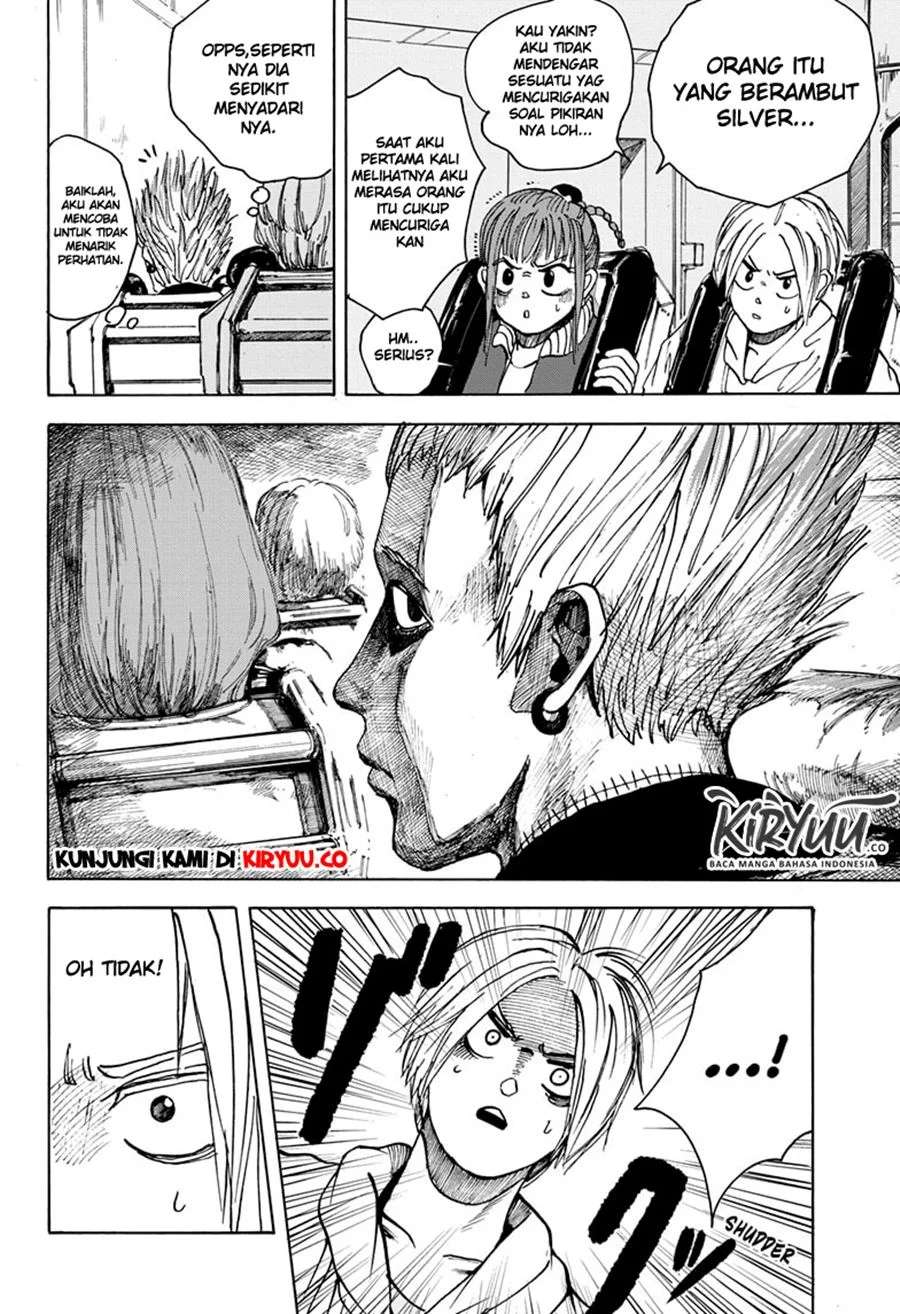 ORANG ITU
YANG BERAMBUT
SILVER...
KAU YAKIN?
AKU TIDAK
MENDENGAR
SESUATU YAG
MENCURIGAKAN
SOAL PIKIRAN
NYA LOH...
SAAT AKU
PERTAMA KALI
MELIHATNYA AKU
MERASA ORANG
ITU CUKUP
MENCURIGA
KAN
HM..
SERIUS?
OPPS,SEPERTI
NYA DIA
SEDIKIT
MENYADARI
NYA.
BAIKLAH,
AKU AKAN
MENCOBA
UNTUK TIDAK
MENARIK
PERHATIAN.
KUNJUNGI KAMI DI KIRYUU.CO
KIRYUU.CO
BACA MANGA BAHASA INDONESIA
...!
ビクッ
SHUDDER
OH TIDAK!